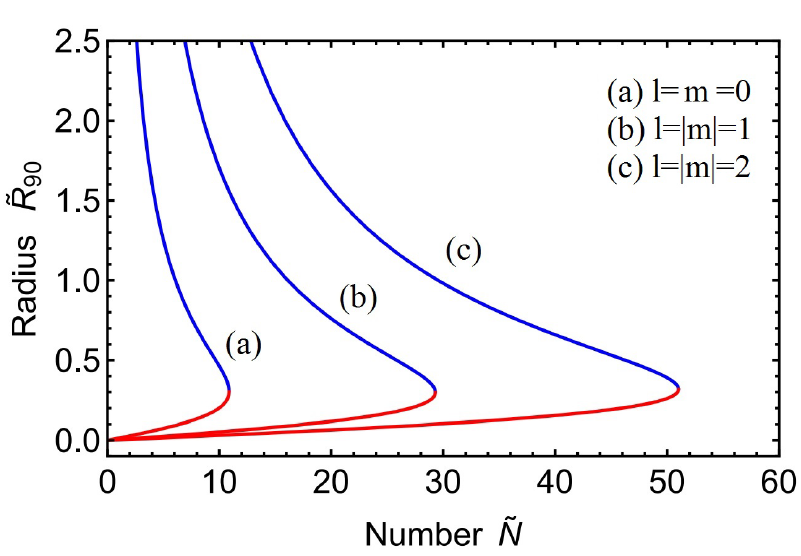 2.5
2.0
1.5
1.0
0.5
0.0
Radius R̃90
(a) l= m =0
(b) l=|m|=1
(c) l=|m|=2
(c)
(b)
(a)
0 10 20 30 40 50 60
Number Ñ